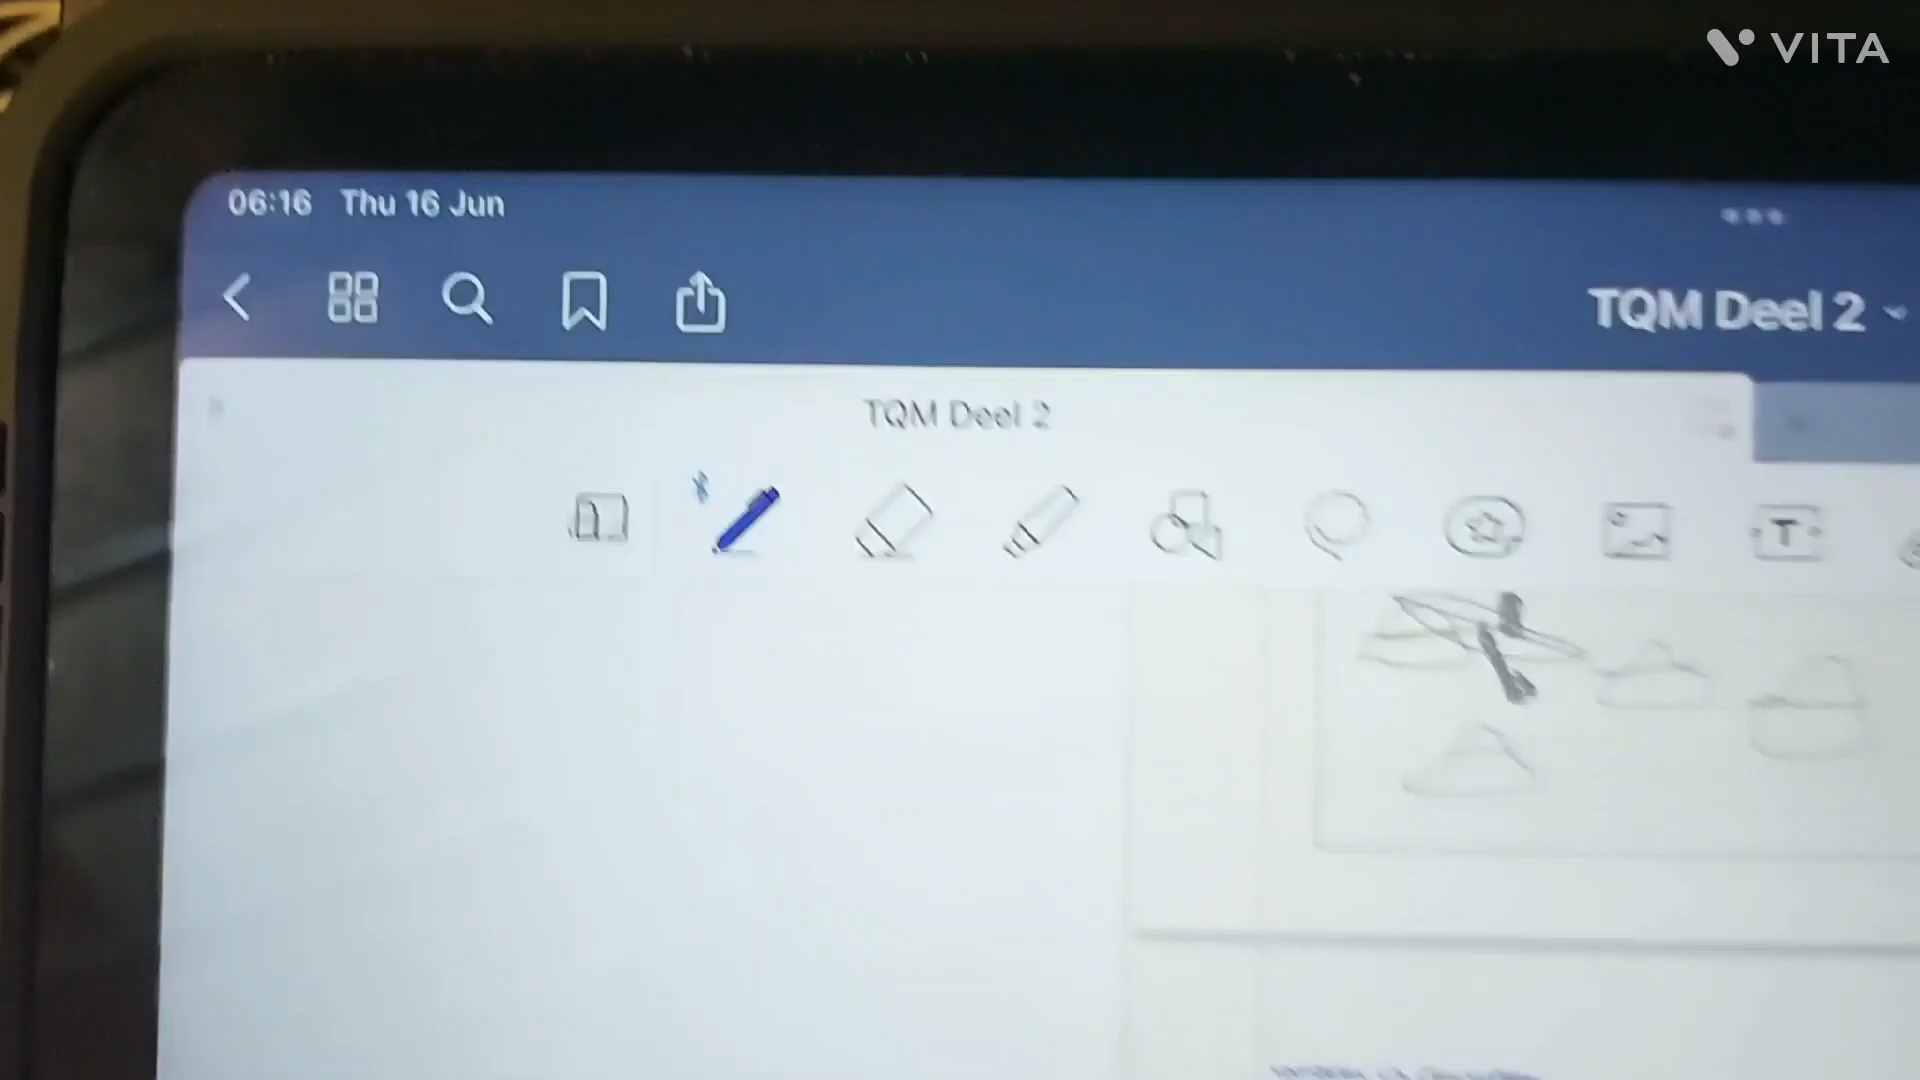 VITA
06:16 Thu 16 Jun
TQM Deel 2
TQM Deel 2
T